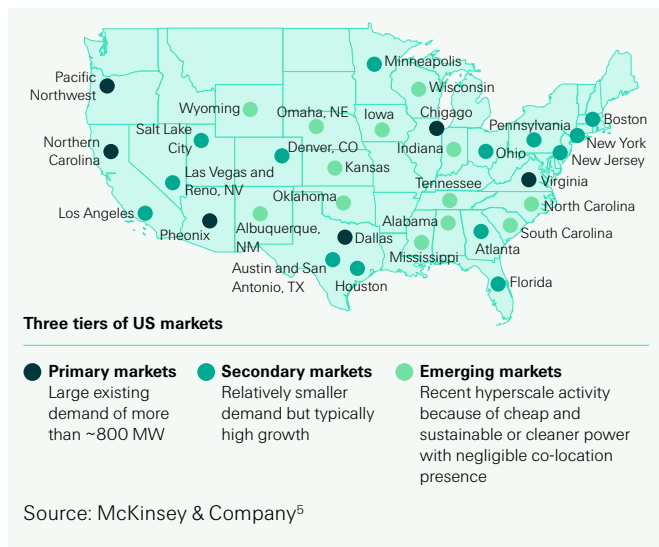 Minneapolis
Pacific
Northwest
Wisconsin
Wyoming
Omaha, NE
Iowa
Chigago
Boston
Pennsylvania
Salt Lake
City
Northern
Carolina
Denver, CO
Indiana
Ohio
New York
New Jersey
Kansas
Las Vegas and
Reno, NV
Tennessee
Virginia
Oklahoma
North Carolina
Los Angeles
Pheonix
Albuquerque,
NM
Dallas
Alabama
South Carolina
Atlanta
Mississippi
Austin and San
Antonio, TX
Houston
Florida
Three tiers of US markets
Primary markets
Large existing
demand of more
than ~800 MW
Secondary markets
Relatively smaller
demand but typically
high growth
Emerging markets
Recent hyperscale activity
because of cheap and
sustainable or cleaner power
with negligible co-location
presence
Source: McKinsey & Company⁵